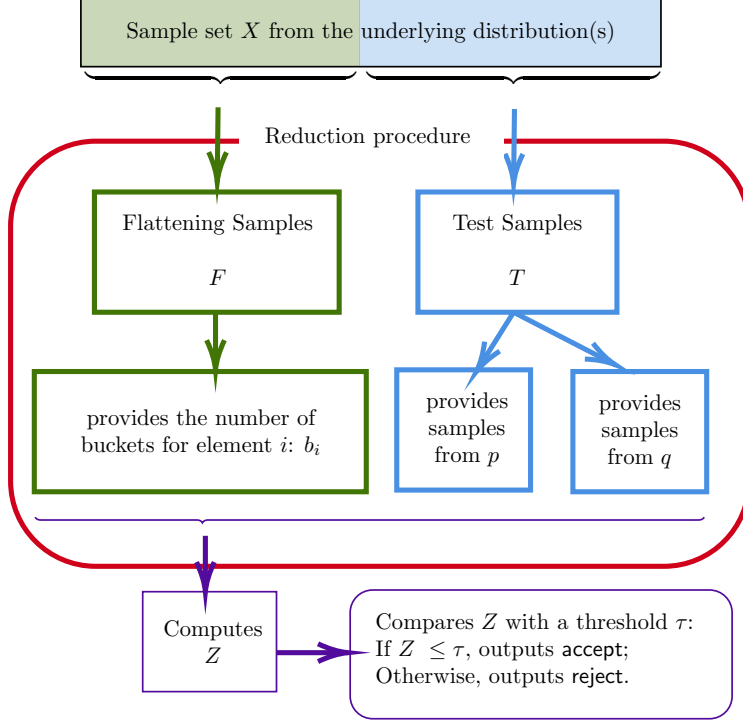 Sample set X from the underlying distribution(s)
Reduction procedure
Flattening Samples
F
Test Samples
T
provides the number of
buckets for element i: b_i
provides
samples
from p
provides
samples
from q
Computes
Z
Compares Z with a threshold τ:
If Z ≤ τ, outputs accept;
Otherwise, outputs reject.